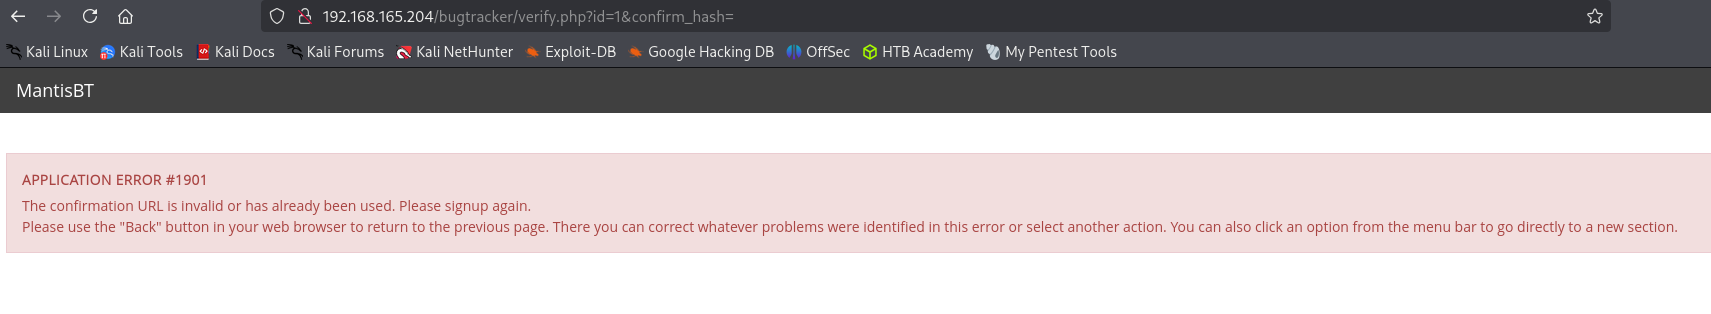 192.168.165.204/bugtracker/verify.php?id=1&confirm_hash=
Kali Linux Kali Tools Kali Docs Kali Forums Kali NetHunter Exploit-DB Google Hacking DB OffSec HTB Academy My Pentest Tools
MantisBT
APPLICATION ERROR #1901
The confirmation URL is invalid or has already been used. Please signup again.
Please use the "Back" button in your web browser to return to the previous page. There you can correct whatever problems were identified in this error or select another action. You can also click an option from the menu bar to go directly to a new section.